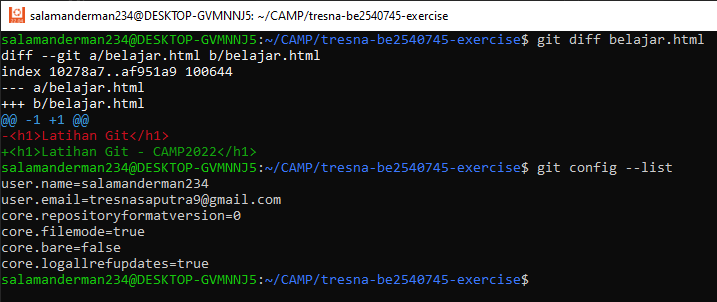 salamanderman234@DESKTOP-GVMNNJ5: ~/CAMP/tresna-be2540745-exercise
salamanderman234@DESKTOP-GVMNNJ5:~/CAMP/tresna-be2540745-exercise$ git diff belajar.html
diff --git a/belajar.html b/belajar.html
index 10278a7..af951a9 100644
--- a/belajar.html
+++ b/belajar.html
@@ -1 +1 @@
-<h1>Latihan Git</h1>
+<h1>Latihan Git - CAMP2022</h1>
salamanderman234@DESKTOP-GVMNNJ5:~/CAMP/tresna-be2540745-exercise$ git config --list
user.name=salamanderman234
user.email=tresnasaputra9@gmail.com
core.repositoryformatversion=0
core.filemode=true
core.bare=false
core.logallrefupdates=true
salamanderman234@DESKTOP-GVMNNJ5:~/CAMP/tresna-be2540745-exercise$